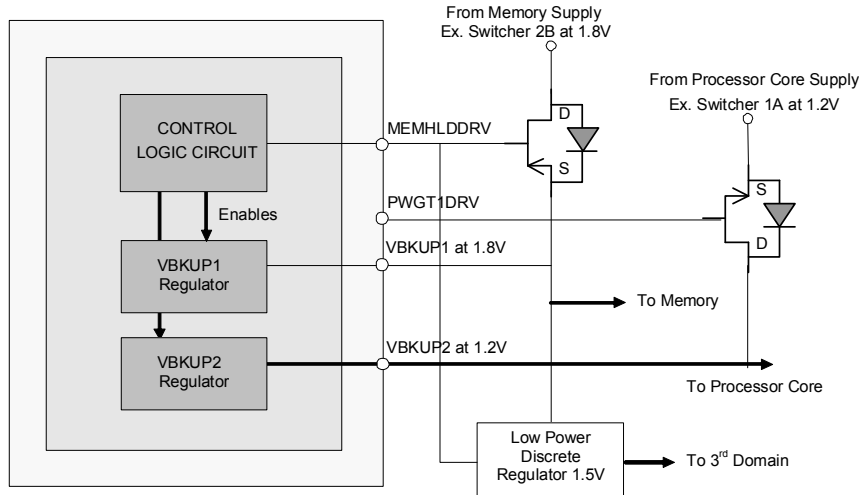 From Memory Supply
Ex. Switcher 2B at 1.8V
From Processor Core Supply
Ex. Switcher 1A at 1.2V
CONTROL
LOGIC CIRCUIT
MEMHLDDRV
D
S
Enables
PWGT1DRV
S
D
VBKUP1
Regulator
VBKUP1 at 1.8V
To Memory
VBKUP2
Regulator
VBKUP2 at 1.2V
To Processor Core
Low Power
Discrete
Regulator 1.5V
To 3rd Domain